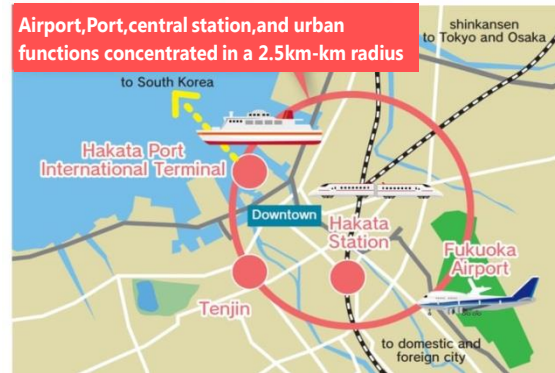 Airport,Port,central station,and urban
functions concentrated in a 2.5km-km radius
shinkansen
to Tokyo and Osaka
to South Korea
Hakata Port
International Terminal
Downtown
Hakata
Station
Fukuoka
Airport
Tenjin
to domestic and
foreign city